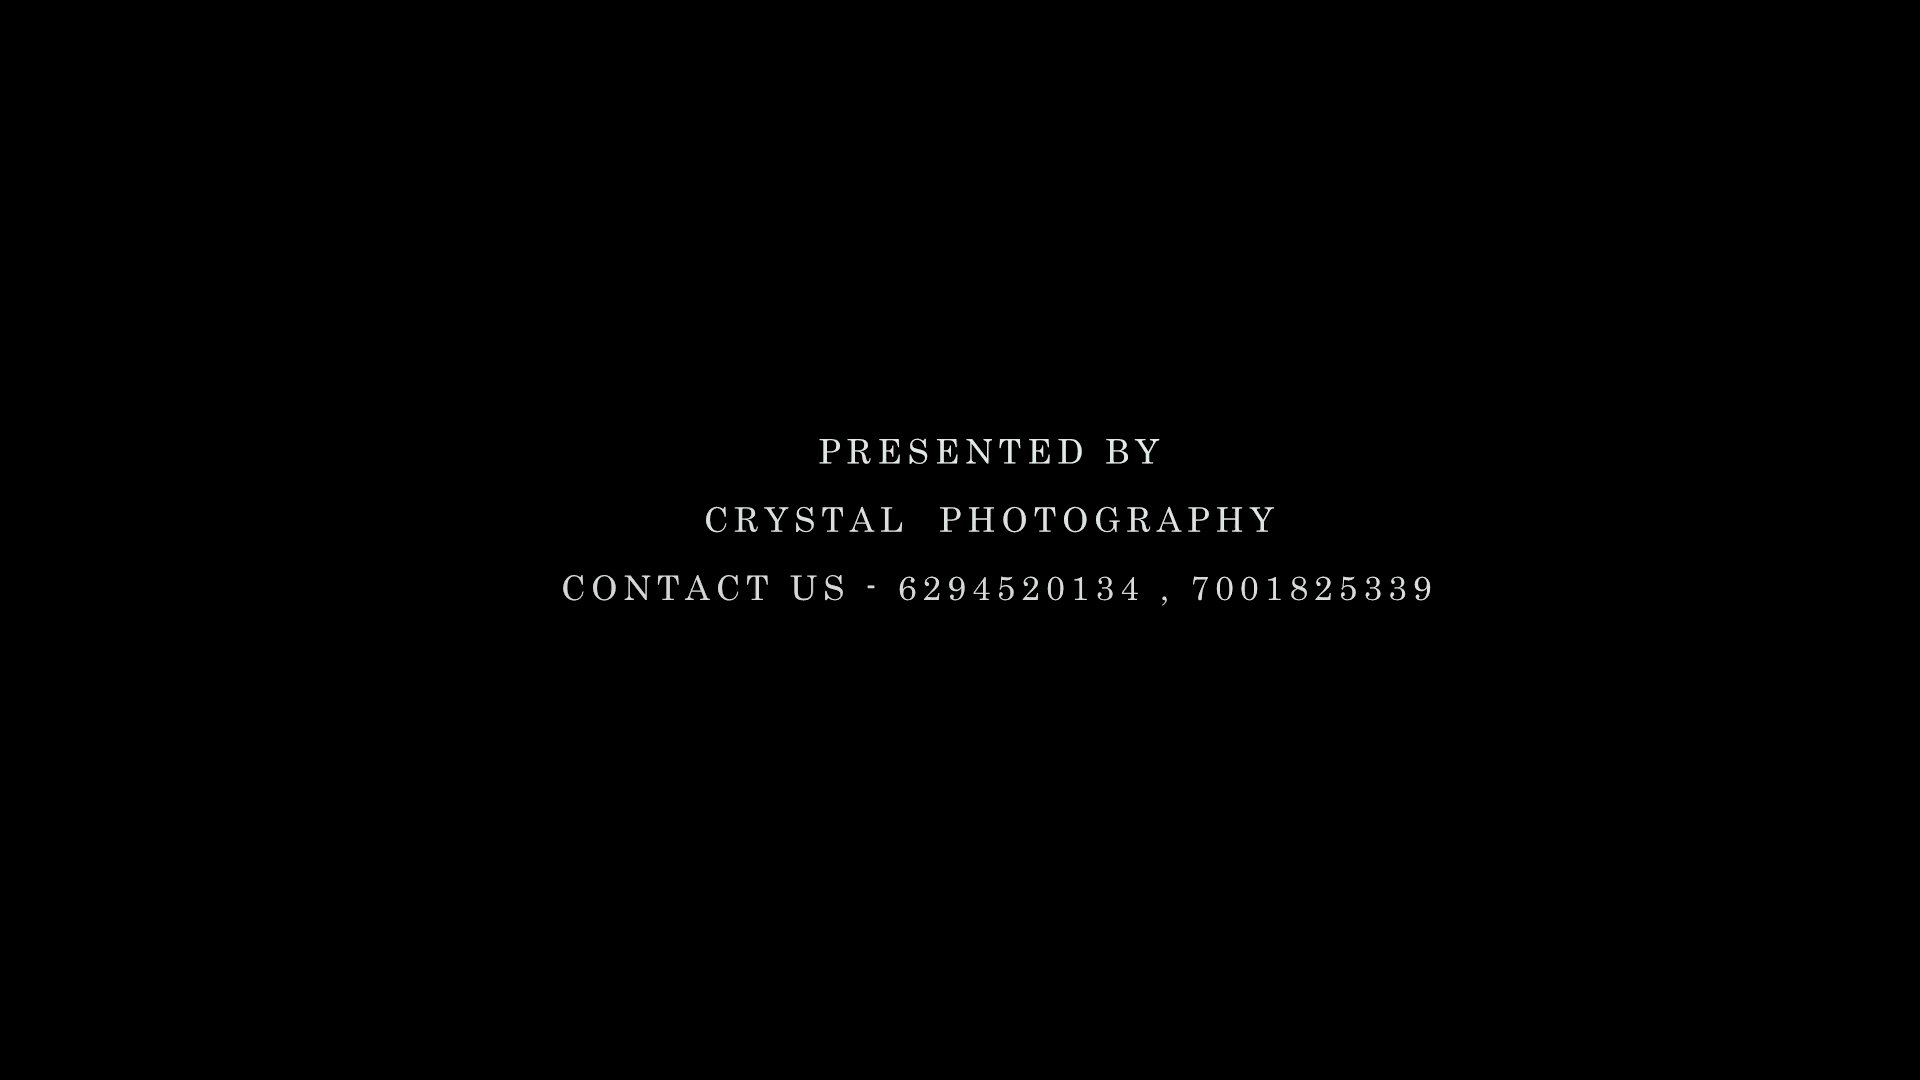 PRESENTED BY
CRYSTAL PHOTOGRAPHY
CONTACT US - 6294520134 , 7001825339